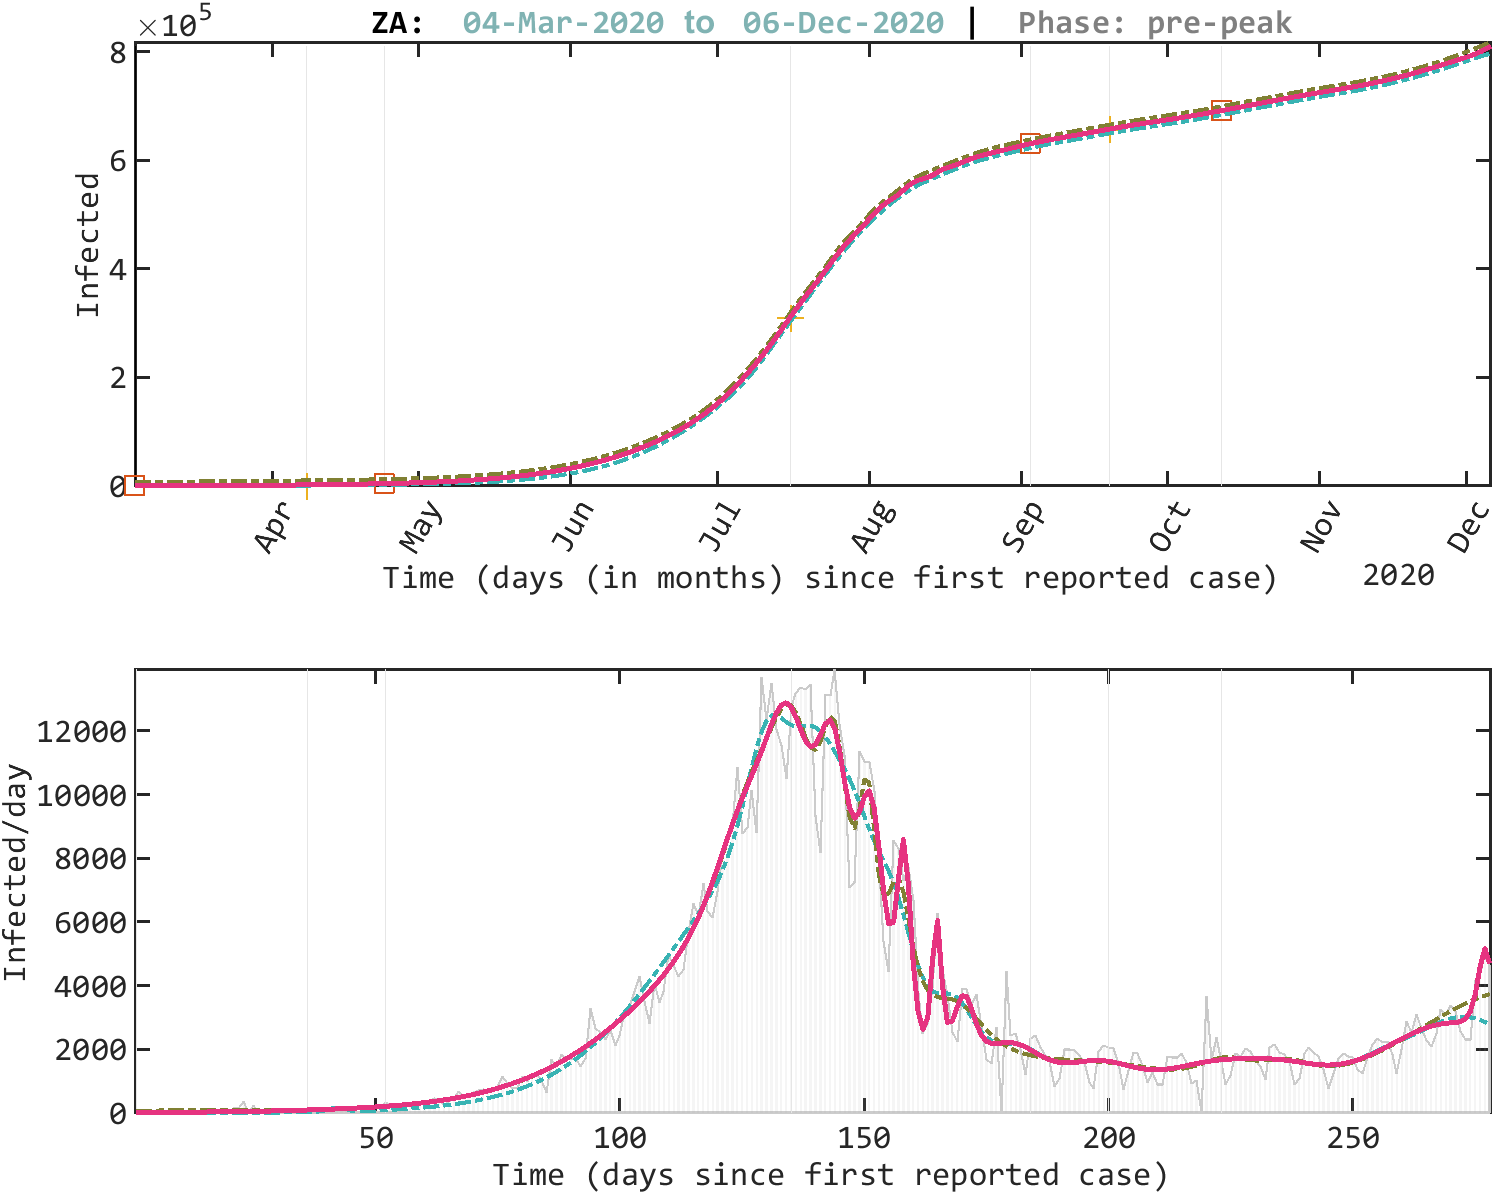 ×10⁵ ZA: 04-Mar-2020 to 06-Dec-2020 | Phase: pre-peak
8
6
4
2
0
Infected
Apr May Jun Jul Aug Sep Oct Nov Dec
Time (days (in months) since first reported case) 2020
12000
10000
8000
6000
4000
2000
0
Infected/day
50 100 150 200 250
Time (days since first reported case)